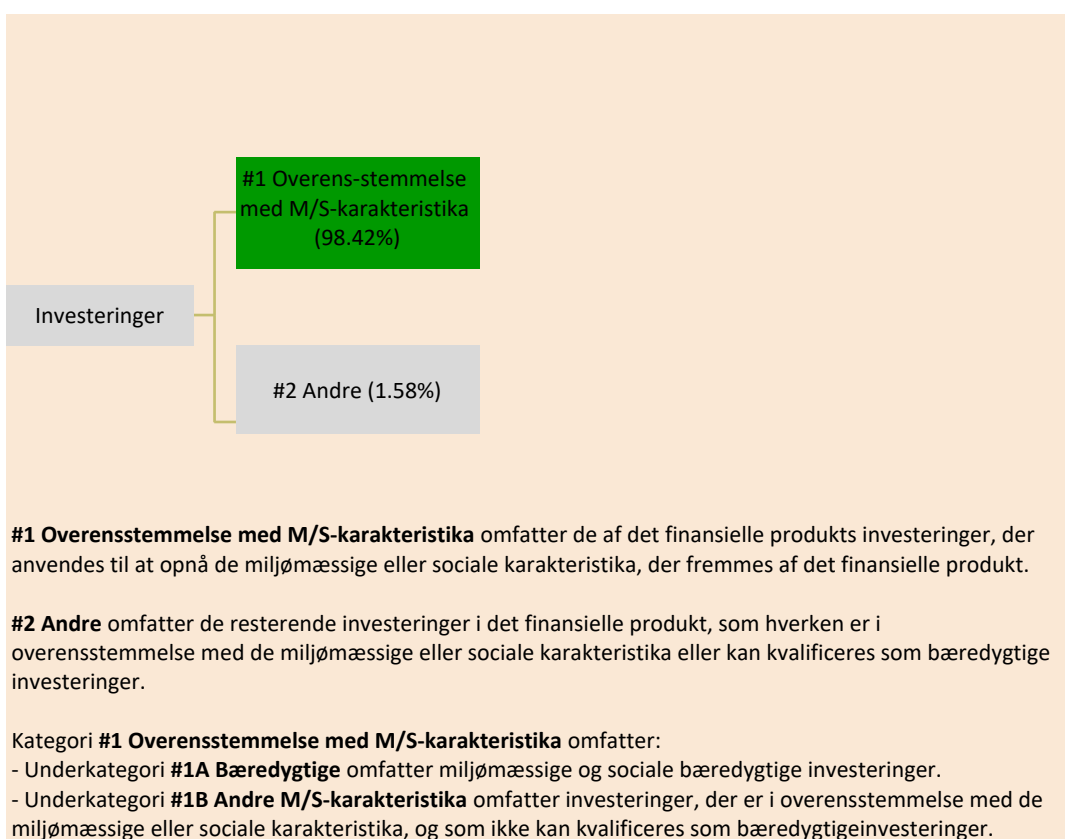 #1 Overens-stemmelse
med M/S-karakteristika
(98.42%)
Investeringer
#2 Andre (1.58%)
#1 Overensstemmelse med M/S-karakteristika omfatter de af det finansielle produkts investeringer, der
anvendes til at opnå de miljømæssige eller sociale karakteristika, der fremmes af det finansielle produkt.
#2 Andre omfatter de resterende investeringer i det finansielle produkt, som hverken er i
overensstemmelse med de miljømæssige eller sociale karakteristika eller kan kvalificeres som bæredygtige
investeringer.
Kategori #1 Overensstemmelse med M/S-karakteristika omfatter:
- Underkategori #1A Bæredygtige omfatter miljømæssige og sociale bæredygtige investeringer.
- Underkategori #1B Andre M/S-karakteristika omfatter investeringer, der er i overensstemmelse med de
miljømæssige eller sociale karakteristika, og som ikke kan kvalificeres som bæredygtigeinvesteringer.